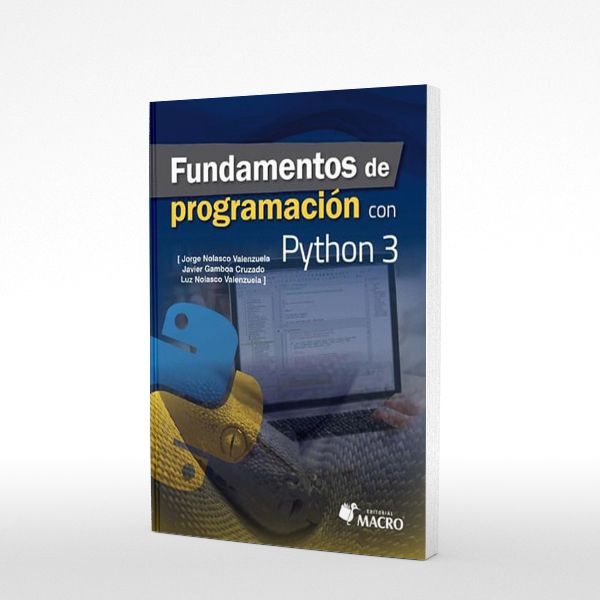 Fundamentos de
programación con
Python 3
[ Jorge Nolasco Valenzuela
Javier Gamboa Cruzado
Luz Nolasco Valenzuela ]
EDITORIAL
MACRO